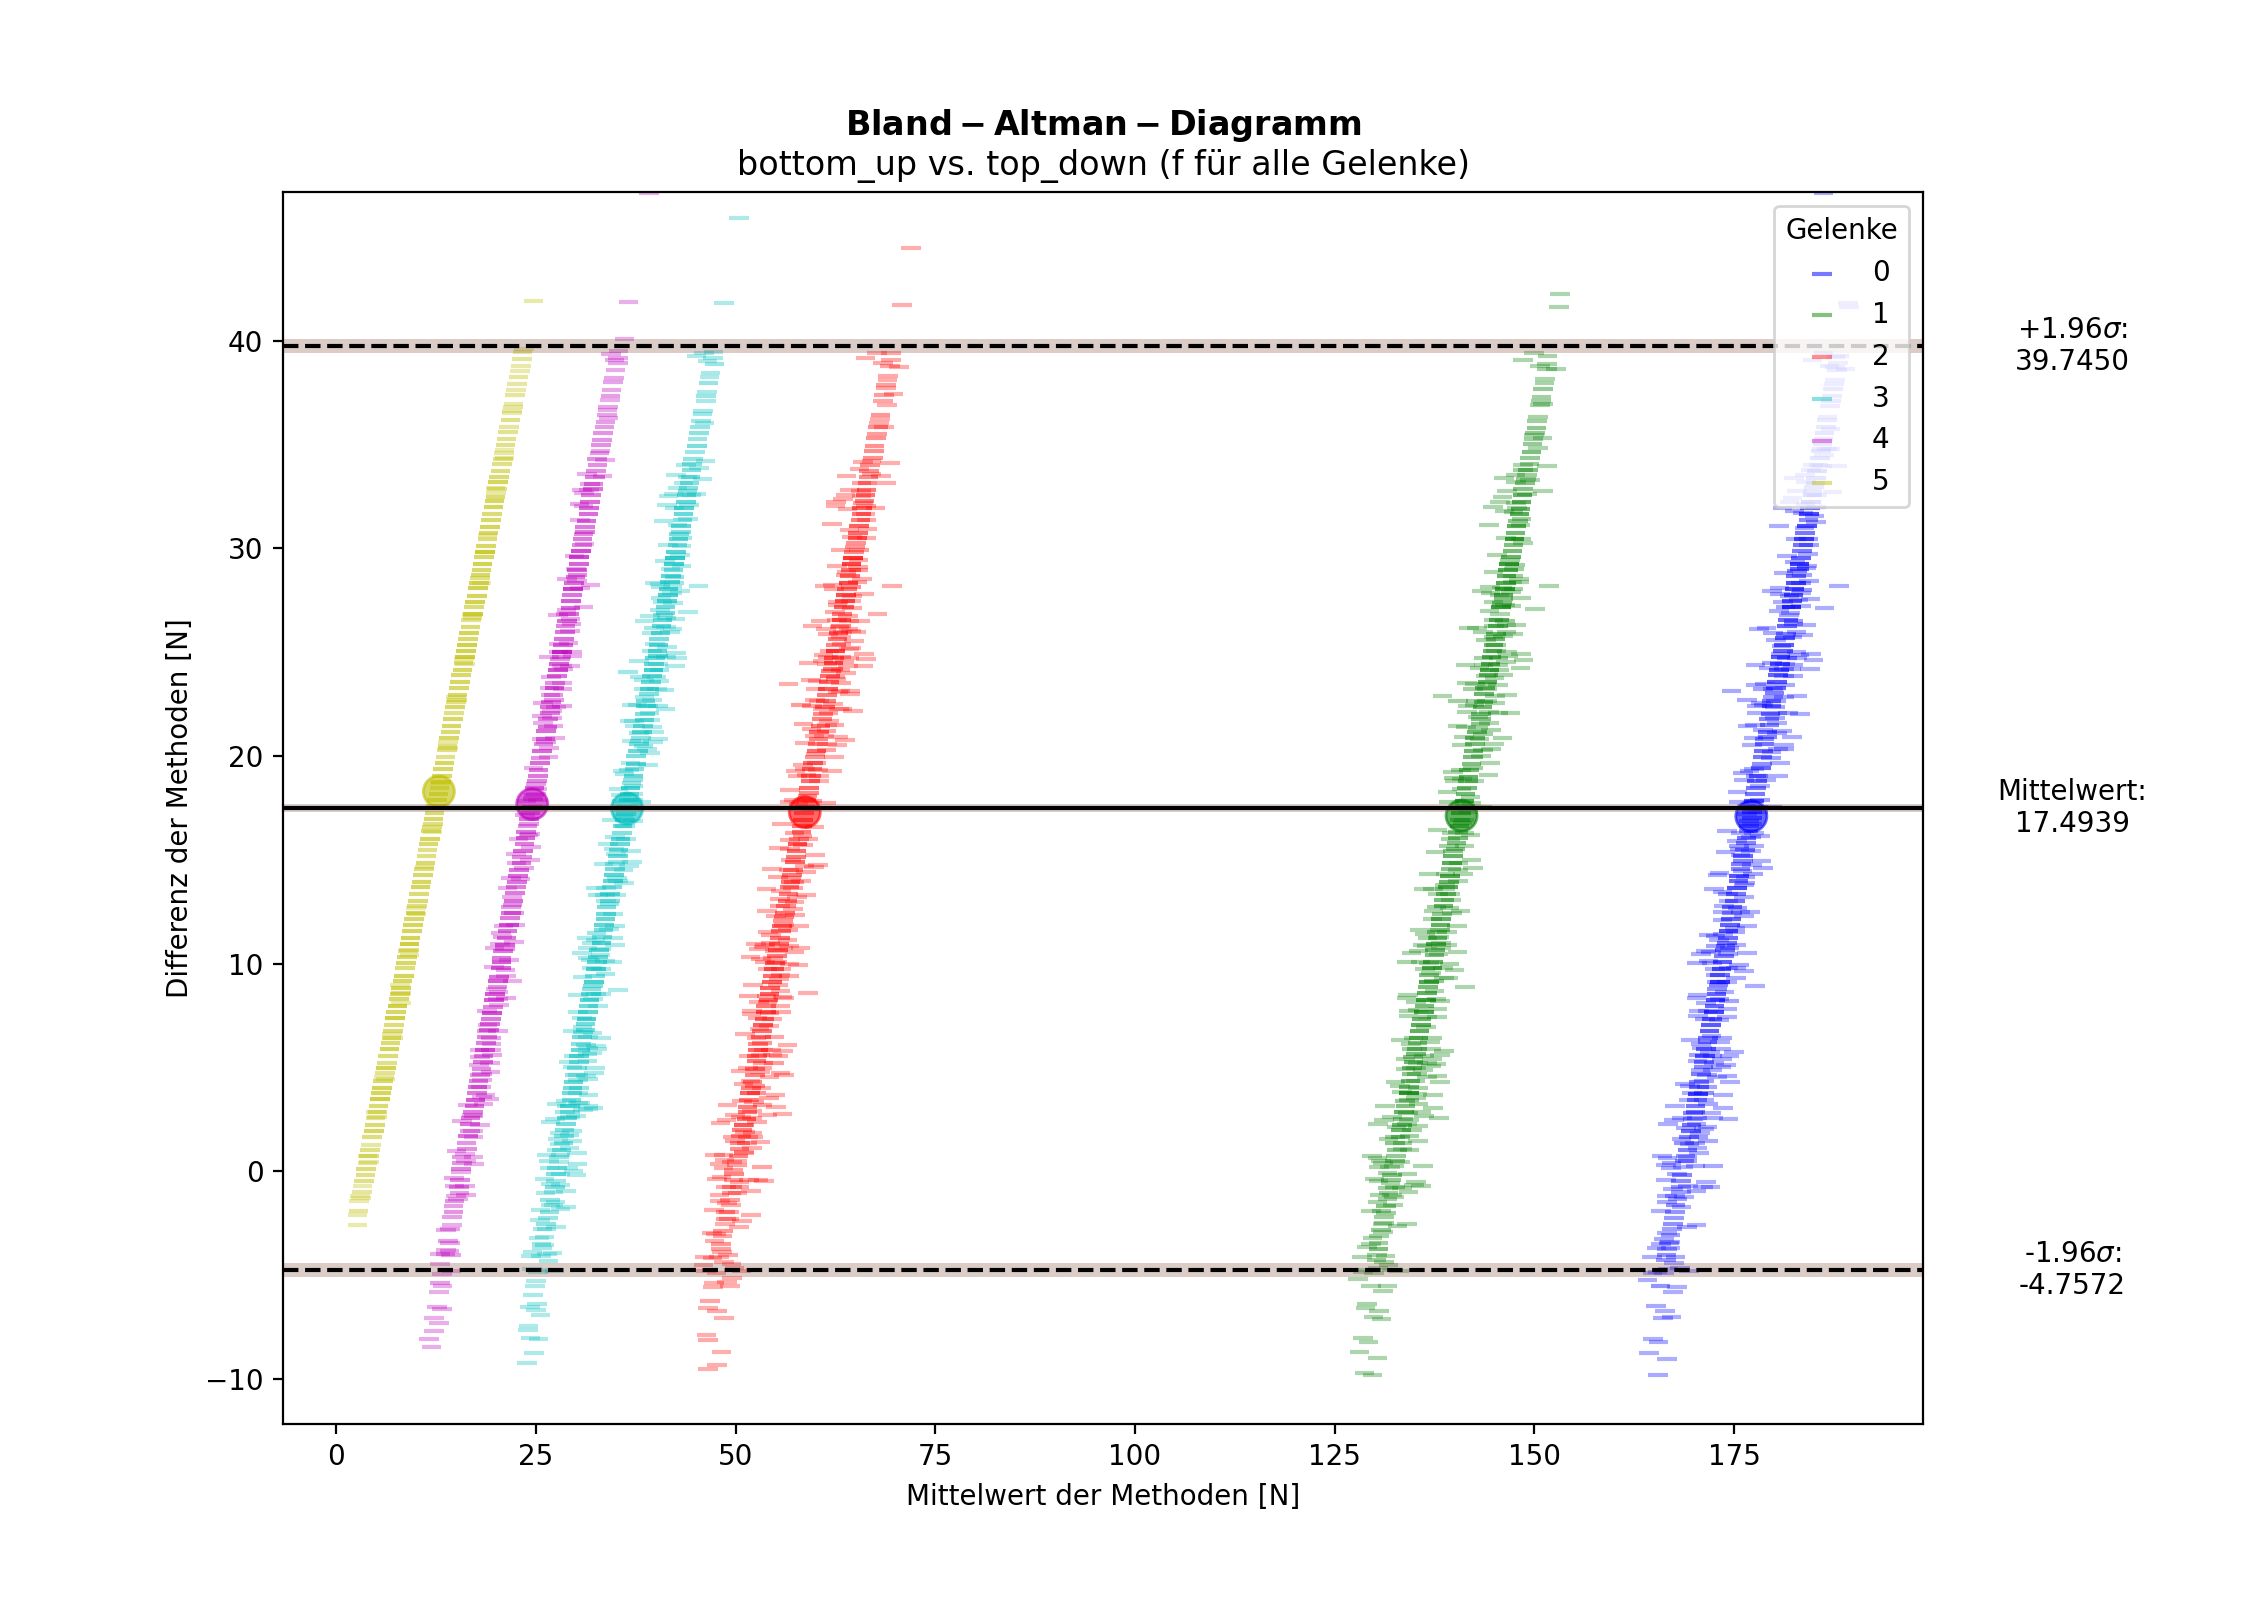 Bland – Altman – Diagramm
bottom_up vs. top_down (f für alle Gelenke)
Gelenke
0
1
2
3
4
5
40
30
20
10
0
−10
Differenz der Methoden [N]
0 25 50 75 100 125 150 175
Mittelwert der Methoden [N]
+1.96σ:
39.7450
Mittelwert:
17.4939
-1.96σ:
-4.7572